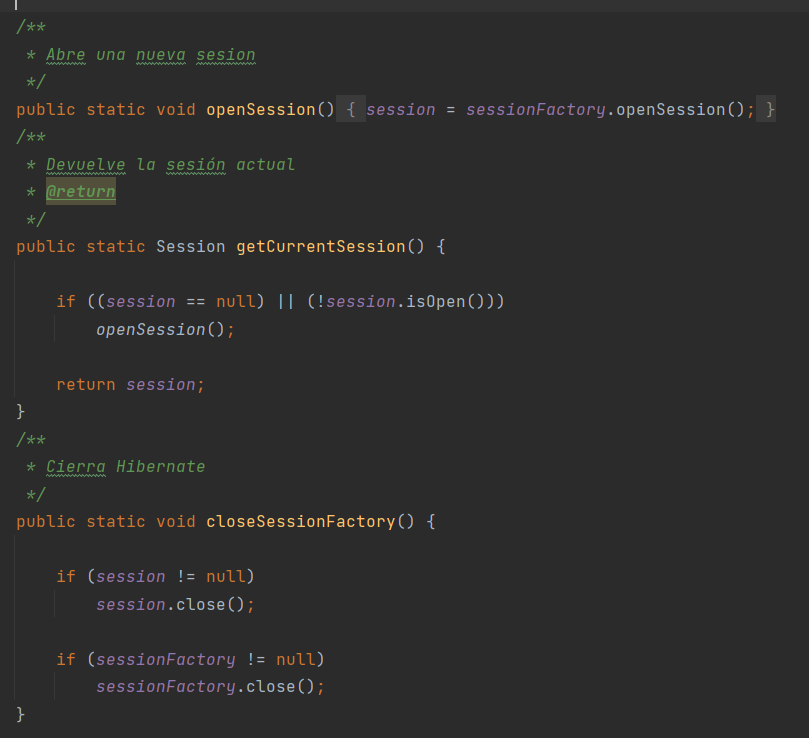 /**
 * Abre una nueva sesion
 */
public static void openSession() { session = sessionFactory.openSession(); }
/**
 * Devuelve la sesión actual
 * @return
 */
public static Session getCurrentSession() {
    if ((session == null) || (!session.isOpen()))
        openSession();
    return session;
}
/**
 * Cierra Hibernate
 */
public static void closeSessionFactory() {
    if (session != null)
        session.close();
    if (sessionFactory != null)
        sessionFactory.close();
}